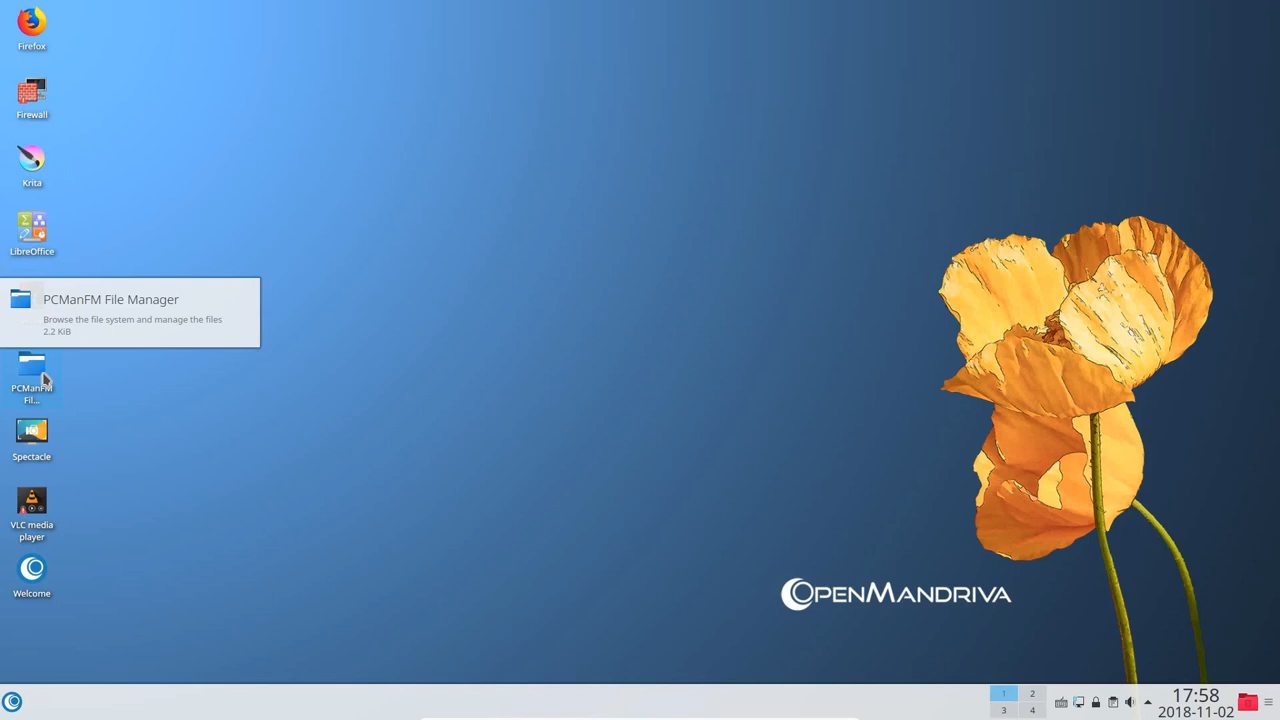 Firefox
Firewall
Krita
LibreOffice
PCManFM File Manager
Browse the file system and manage the files
2.2 KiB
PCManFM
Fil...
Spectacle
VLC media
player
Welcome
OPENMANDRIVA
1 2
3 4
17:58
2018-11-02